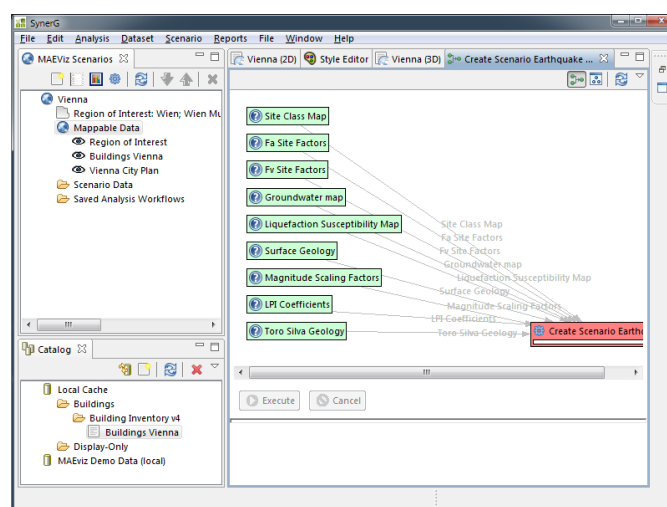 SynerG
File Edit Analysis Dataset Scenario Reports File Window Help
MAEviz Scenarios
Vienna
Region of Interest: Wien; Wien Mu
Mappable Data
Region of Interest
Buildings Vienna
Vienna City Plan
Scenario Data
Saved Analysis Workflows
Catalog
Local Cache
Buildings
Building Inventory v4
Buildings Vienna
Display-Only
MAEviz Demo Data (local)
Vienna (2D) Style Editor Vienna (3D) Create Scenario Earthquake ...
Site Class Map
Fa Site Factors
Fv Site Factors
Groundwater map
Liquefaction Susceptibility Map
Surface Geology
Magnitude Scaling Factors
LPI Coefficients
Toro Silva Geology
Site Class Map
Fa Site Factors
Fv Site Factors
Groundwater map
Liquefaction Susceptibility Map
Surface Geology
Magnitude Scaling Factors
LPI Coefficients
Toro Silva Geology
Create Scenario Earthq
Execute Cancel